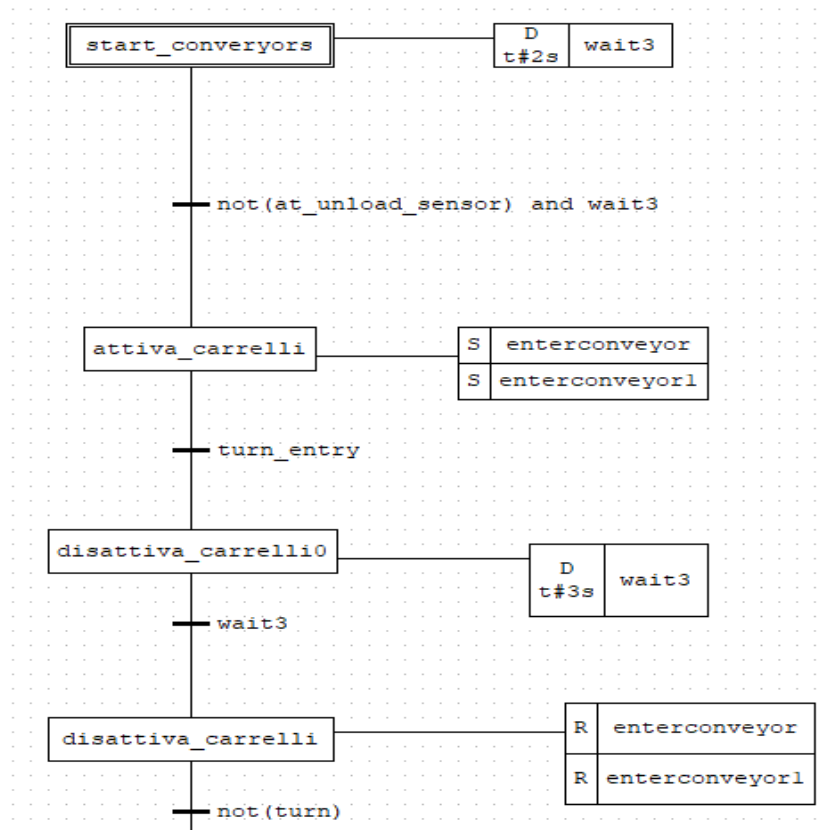 start_converyors
D
t#2s
wait3
not(at_unload_sensor) and wait3
attiva_carrelli
S enterconveyor
S enterconveyor1
turn_entry
disattiva_carrelli0
D
t#3s
wait3
wait3
disattiva_carrelli
R enterconveyor
R enterconveyor1
not(turn)